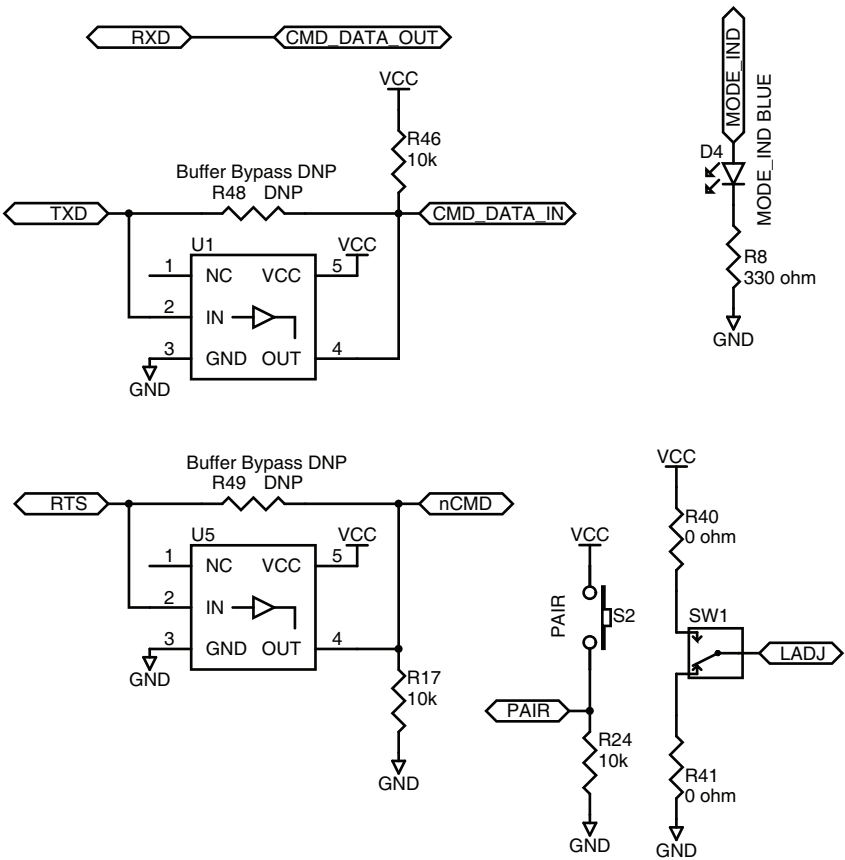 RXD CMD_DATA_OUT
VCC
R46
10k
Buffer Bypass DNP
R48 DNP
TXD CMD_DATA_IN
U1
VCC
1 NC VCC 5
2 IN
3 GND OUT 4
GND
MODE_IND
D4
MODE_IND BLUE
R8
330 ohm
GND
Buffer Bypass DNP
R49 DNP
RTS nCMD
U5
VCC
1 NC VCC 5
2 IN
3 GND OUT 4
GND
R17
10k
GND
VCC
PAIR
S2
PAIR
R24
10k
GND
VCC
R40
0 ohm
SW1
LADJ
R41
0 ohm
GND